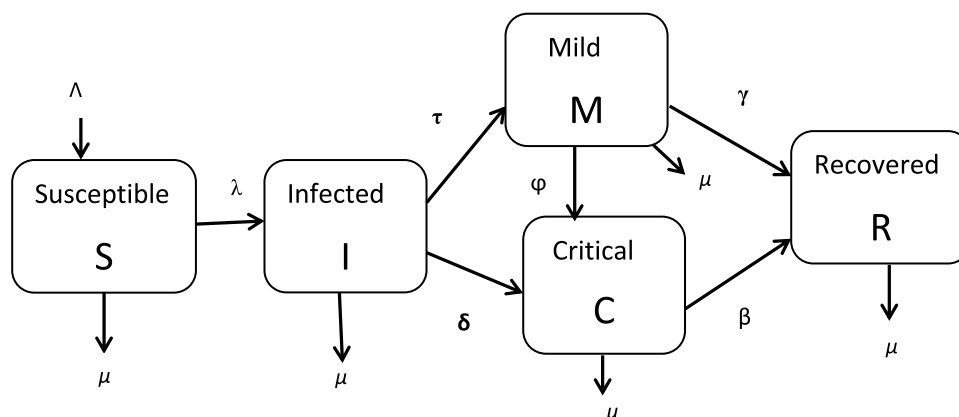 Mild
M
Λ
τ
γ
Susceptible
S
λ
Infected
I
φ
μ
Recovered
R
Critical
C
δ
β
μ
μ
μ
μ